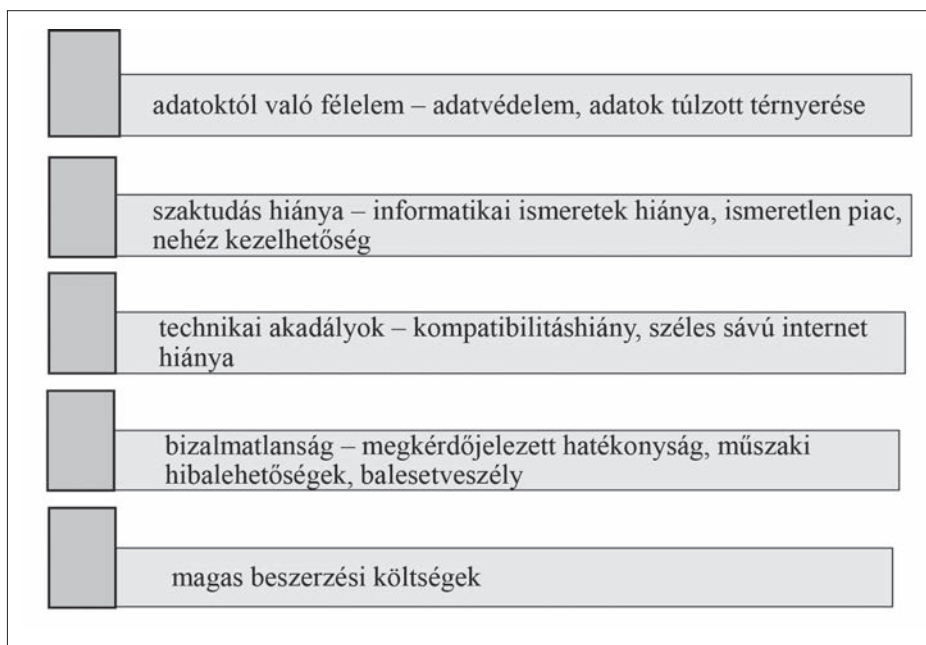 adatoktól való félelem – adatvédelem, adatok túlzott térnyerése
szaktudás hiánya – informatikai ismeretek hiánya, ismeretlen piac,
nehéz kezelhetőség
technikai akadályok – kompatibilitáshiány, széles sávú internet
hiánya
bizalmatlanság – megkérdőjelezett hatékonyság, műszaki
hibalehetőségek, balesetveszély
magas beszerzési költségek